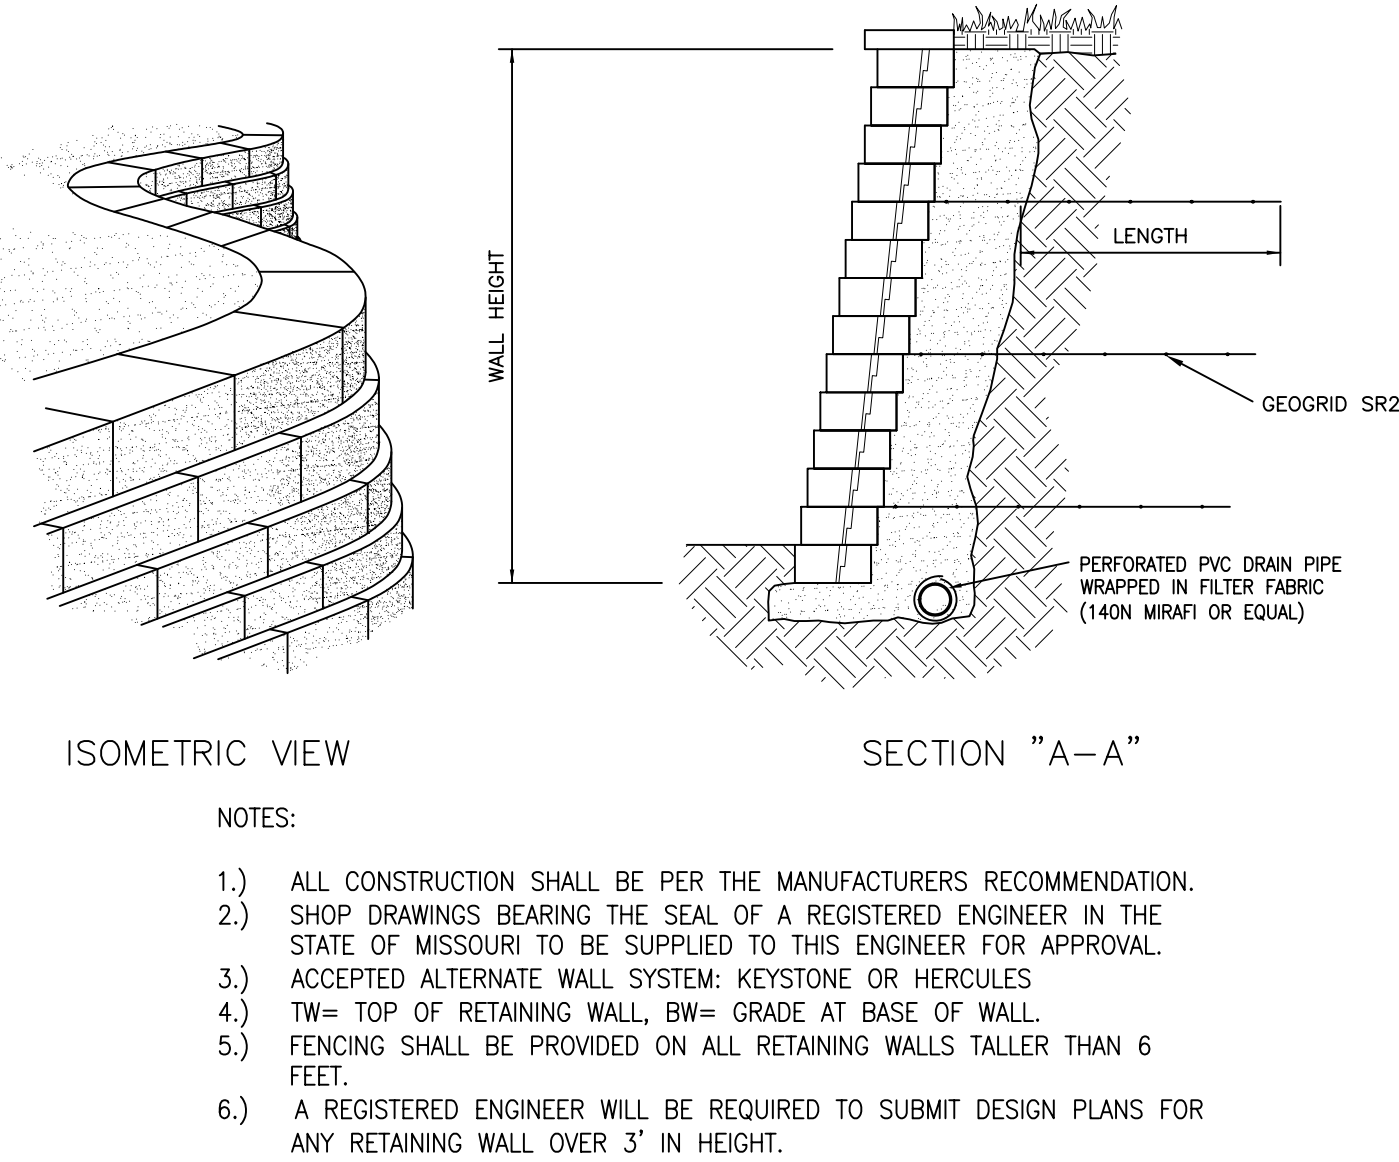 WALL HEIGHT
LENGTH
GEOGRID SR2
PERFORATED PVC DRAIN PIPE
WRAPPED IN FILTER FABRIC
(140N MIRAFI OR EQUAL)
ISOMETRIC VIEW
SECTION "A-A"
NOTES:
1.) ALL CONSTRUCTION SHALL BE PER THE MANUFACTURERS RECOMMENDATION.
2.) SHOP DRAWINGS BEARING THE SEAL OF A REGISTERED ENGINEER IN THE
STATE OF MISSOURI TO BE SUPPLIED TO THIS ENGINEER FOR APPROVAL.
3.) ACCEPTED ALTERNATE WALL SYSTEM: KEYSTONE OR HERCULES
4.) TW= TOP OF RETAINING WALL, BW= GRADE AT BASE OF WALL.
5.) FENCING SHALL BE PROVIDED ON ALL RETAINING WALLS TALLER THAN 6
FEET.
6.) A REGISTERED ENGINEER WILL BE REQUIRED TO SUBMIT DESIGN PLANS FOR
ANY RETAINING WALL OVER 3' IN HEIGHT.